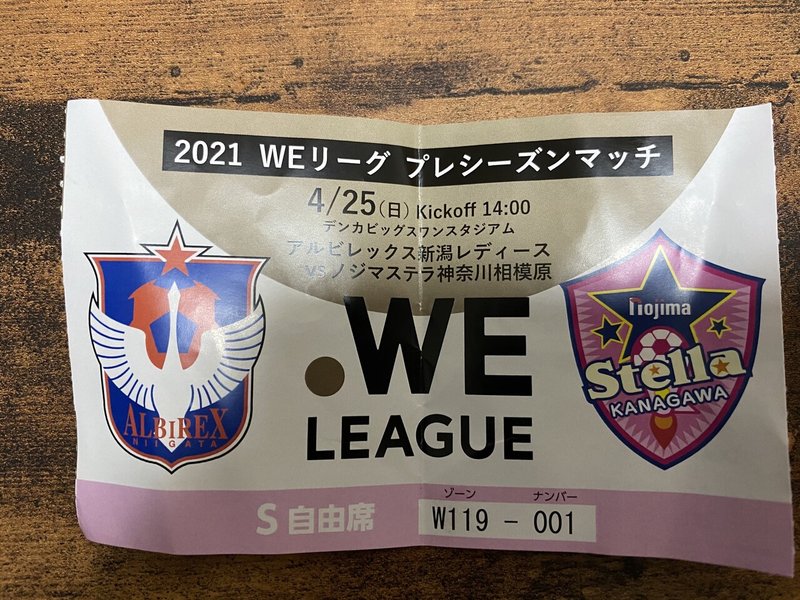 2021 WEリーグ プレシーズンマッチ
4/25(日) Kickoff 14:00
デンカビッグスワンスタジアム
アルビレックス新潟レディース
vsノジマステラ神奈川相模原
ALBIREX
NIIGATA
.WE
LEAGUE
nojima
Stella
KANAGAWA
S 自由席
ゾーン ナンバー
W119 - 001